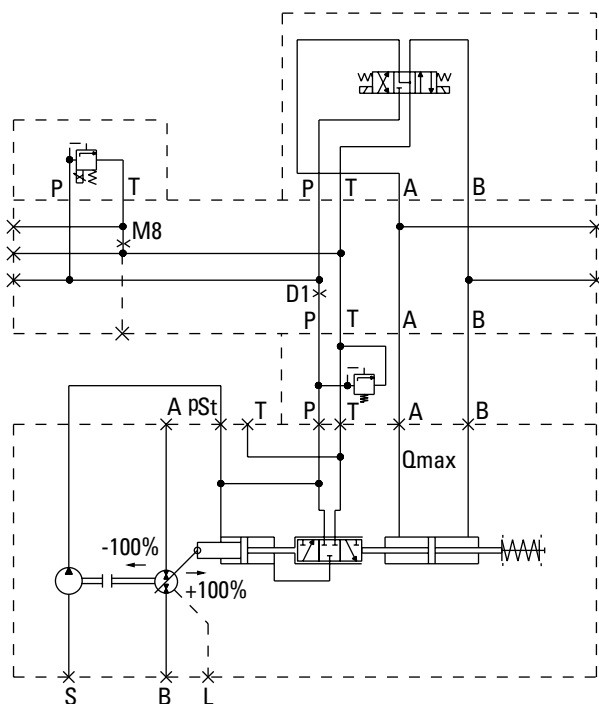 P T
P T A B
M8
D1
P T A B
A pSt T P T A B
Qmax
-100%
+100%
S B L